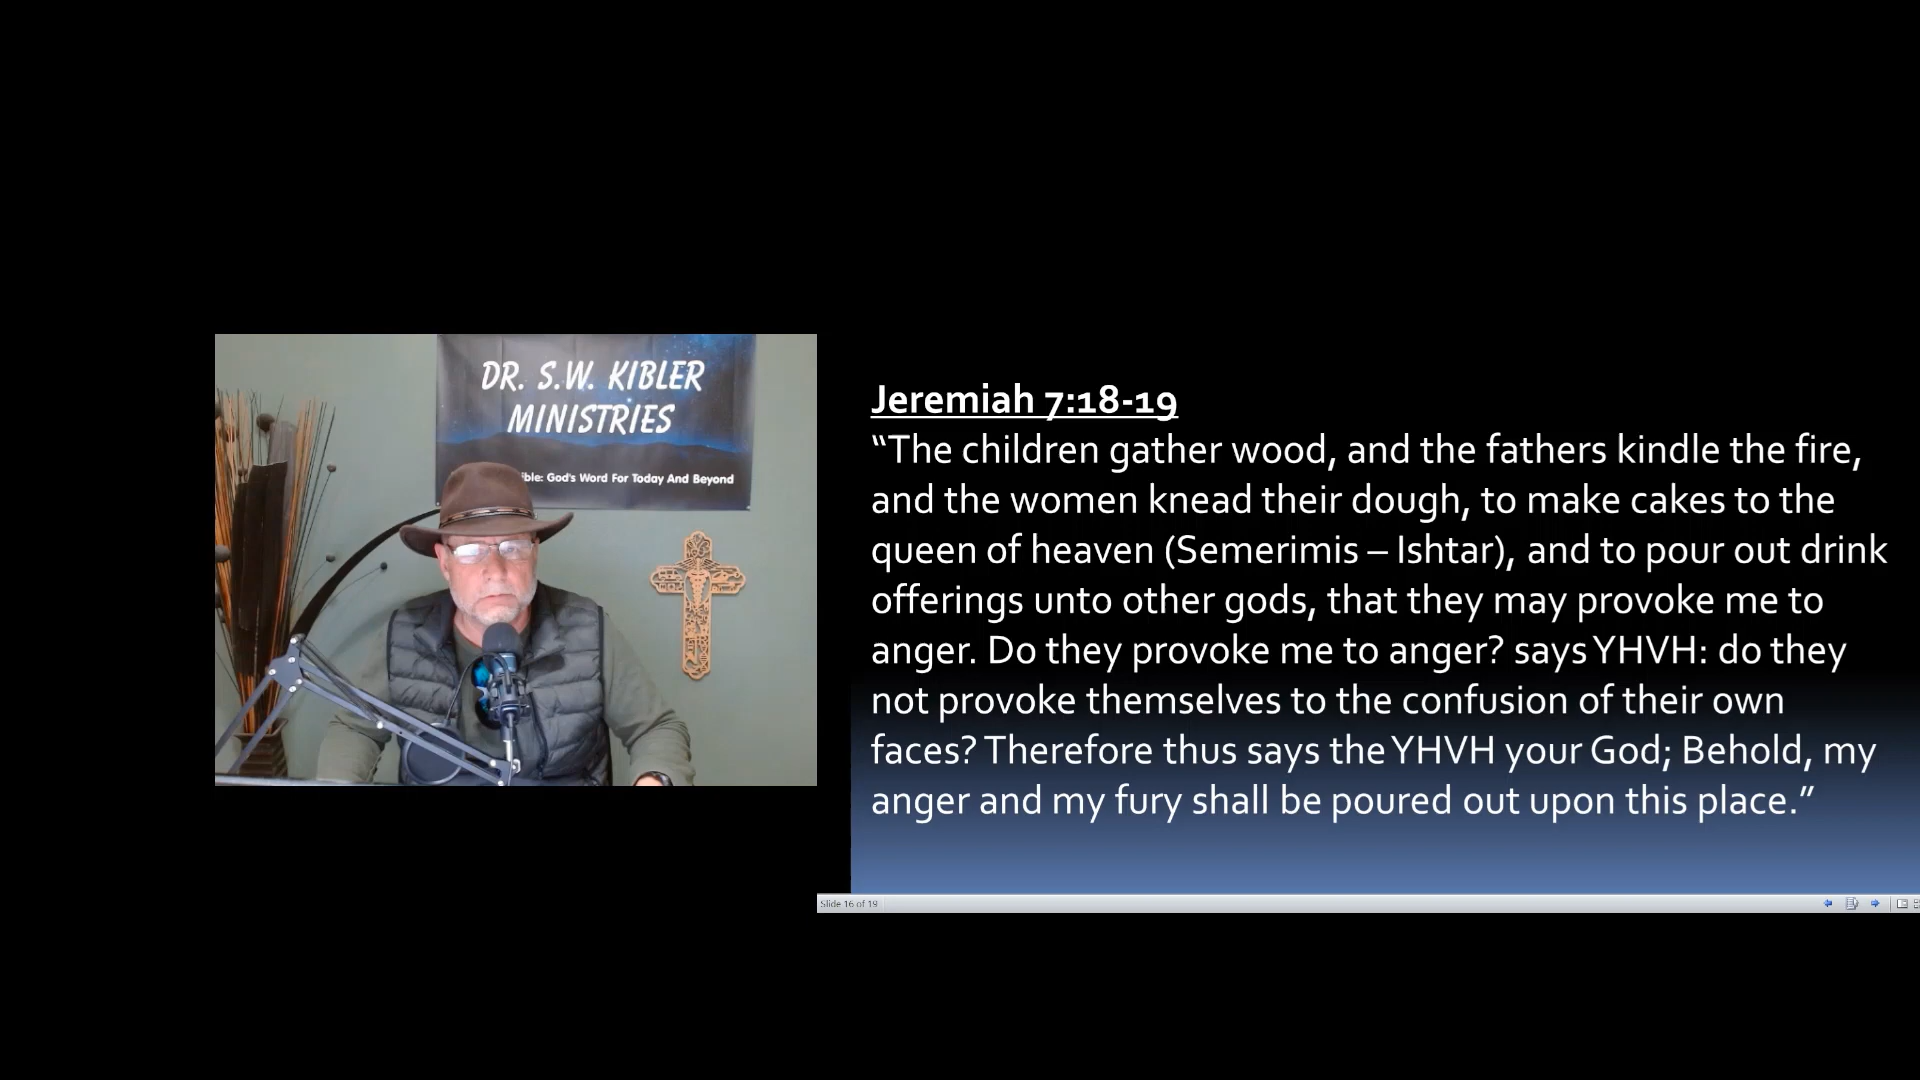 DR. S.W. KIBLER
MINISTRIES
God's Word For Today And Beyond
Jeremiah 7:18-19
“The children gather wood, and the fathers kindle the fire,
and the women knead their dough, to make cakes to the
queen of heaven (Semerimis – Ishtar), and to pour out drink
offerings unto other gods, that they may provoke me to
anger. Do they provoke me to anger? says YHVH: do they
not provoke themselves to the confusion of their own
faces? Therefore thus says the YHVH your God; Behold, my
anger and my fury shall be poured out upon this place.”
Slide 16 of 19